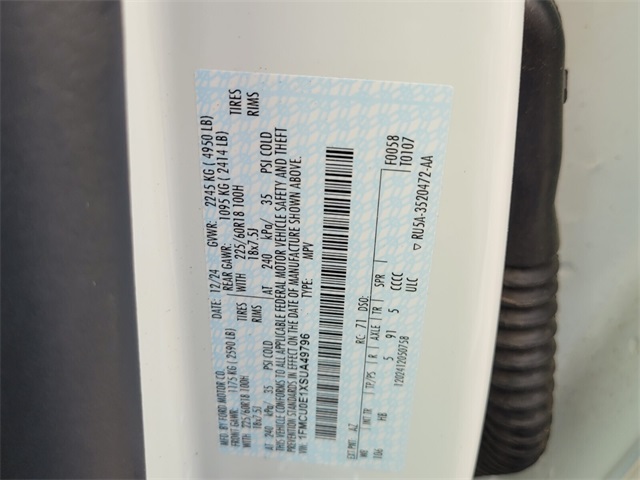 MFD. BY FORD MOTOR CO.
12/24 GVWR: 2245 KG ( 4950 LB)
FRONT GAWR: 1175 KG ( 2590 LB) REAR GAWR: 1095 KG ( 2414 LB)
WITH 225/60R18 100H TIRES WITH 225/60R18 100H TIRES
18x7.5J RIMS 18x7.5J RIMS
AT 240 kPa/ 35 PSI COLD AT 240 kPa/ 35 PSI COLD
THIS VEHICLE CONFORMS TO ALL APPLICABLE FEDERAL MOTOR VEHICLE SAFETY AND THEFT
PREVENTION STANDARDS IN EFFECT ON THE DATE OF MANUFACTURE SHOWN ABOVE.
VIN: 1FMCU0E1XSUA49796 TYPE: MPV
EXT PNT: AZ RC: 71 DSO: F0058
T0107
WB INT TR TP/PS R AXLE TR SPR
106 HB 5 91 5 CCCC
1202412050758 ULC
RU5A-3520472-AA